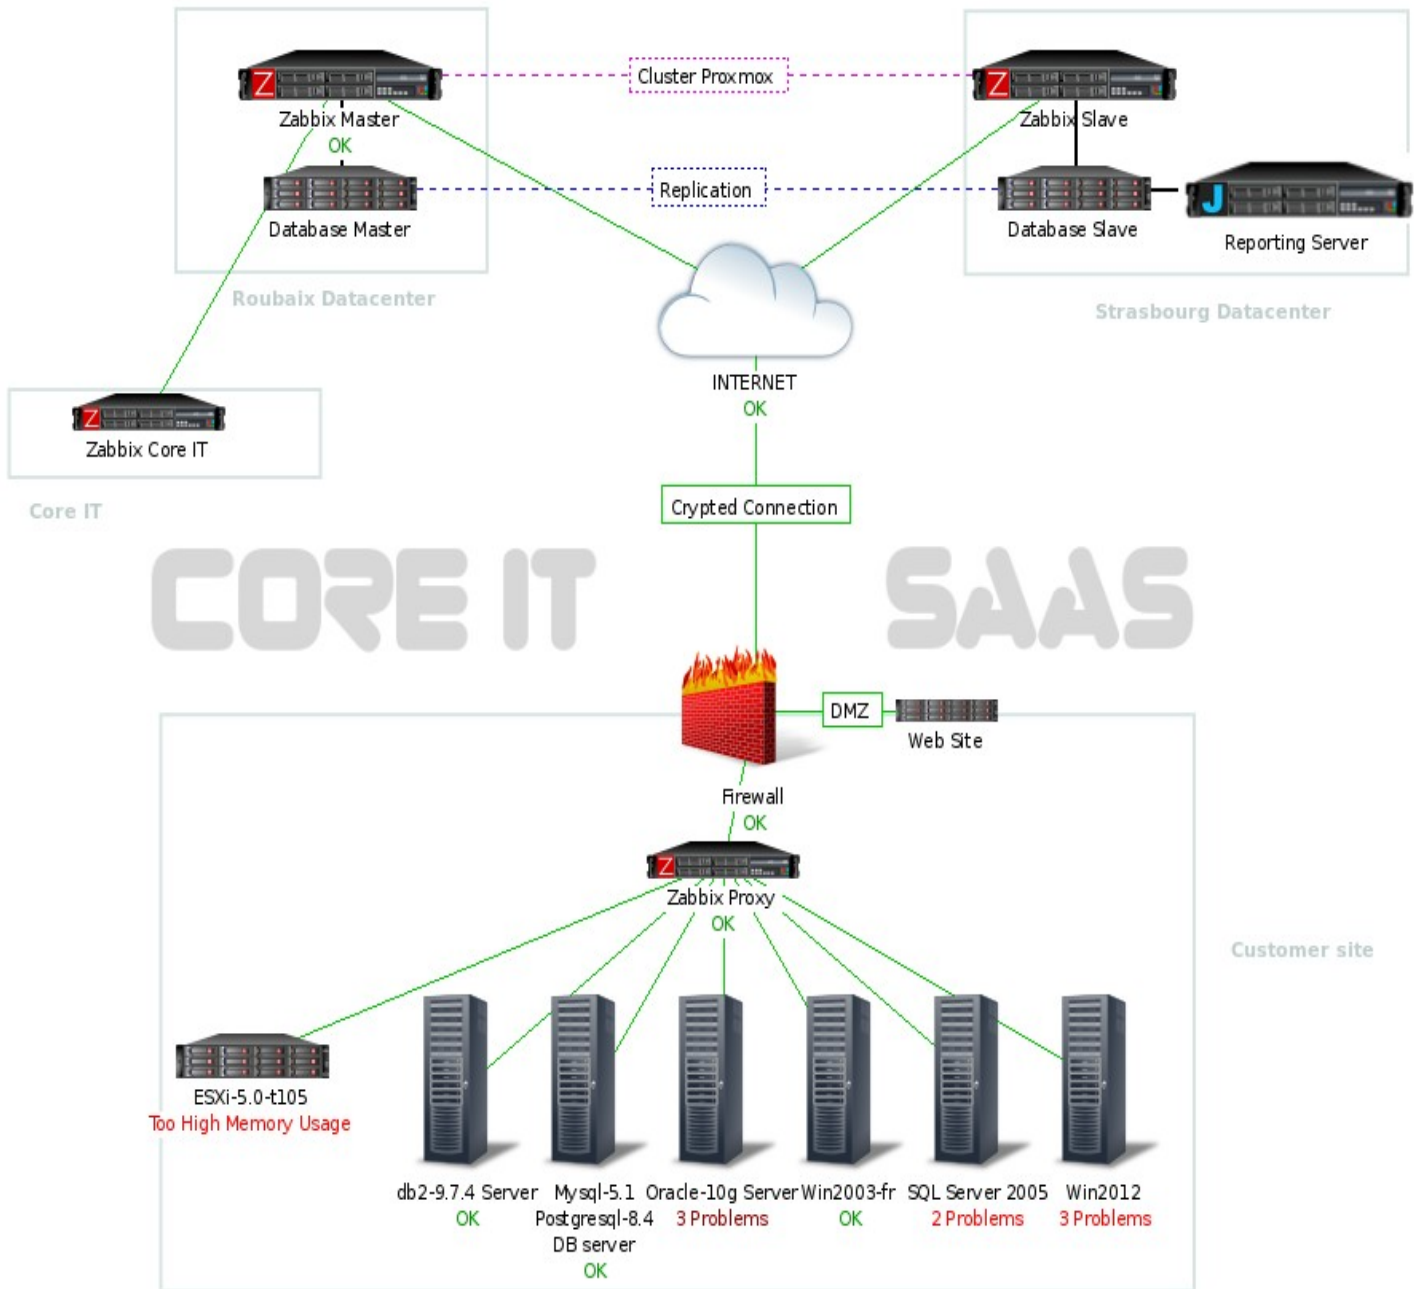 Cluster Proxmox
Zabbix Master
OK
Zabbix Slave
Replication
Database Master
Database Slave
Reporting Server
Roubaix Datacenter
Strasbourg Datacenter
INTERNET
OK
Zabbix Core IT
Core IT
Crypted Connection
CORE IT SAAS
DMZ
Web Site
Firewall
OK
Zabbix Proxy
OK
Customer site
ESXi-5.0-t105
Too High Memory Usage
db2-9.7.4 Server
OK
Mysql-5.1
Postgresql-8.4
DB server
OK
Oracle-10g Server
3 Problems
Win2003-fr
OK
SQL Server 2005
2 Problems
Win2012
3 Problems